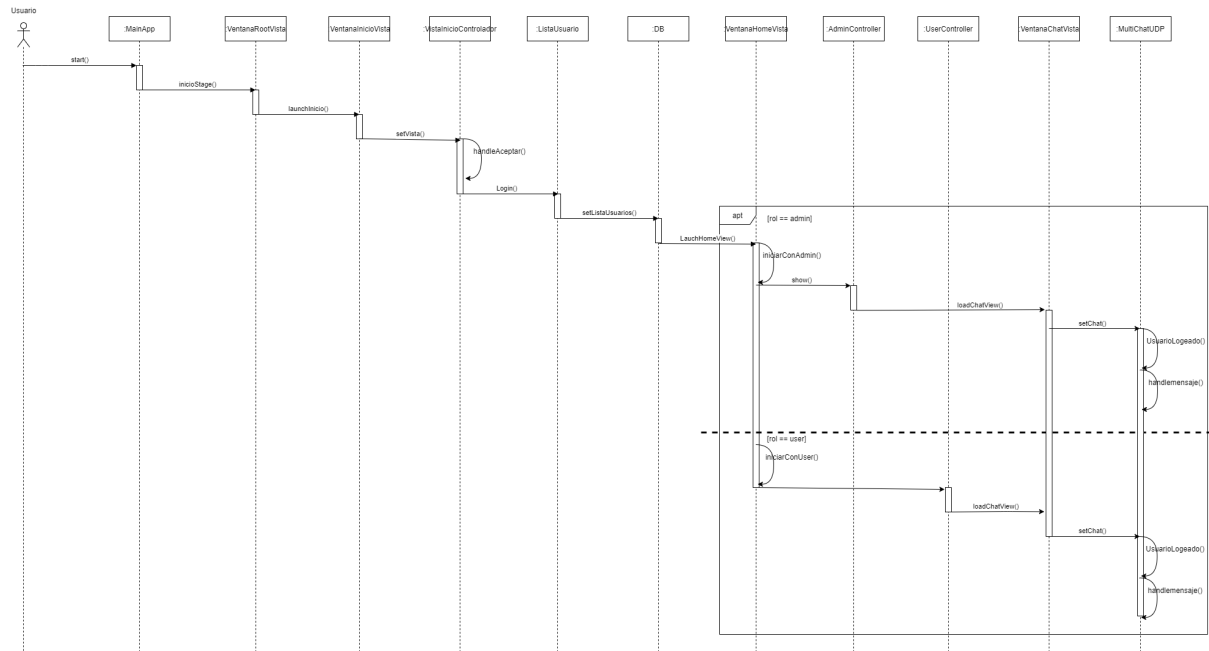 Usuario
:MainApp
:VentanaRootVista
:VentanaInicioVista
:VistaInicioControlador
:ListaUsuario
:DB
:VentanaHomeVista
:AdminController
:UserController
:VentanaChatVista
:MultiChatUDP
start()
inicioStage()
launchInicio()
setVista()
handleAceptar()
Login()
setListaUsuarios()
apt
[rol == admin]
LauchHomeView()
iniciarConAdmin()
show()
loadChatView()
setChat()
UsuarioLogeado()
handlemensaje()
[rol == user]
iniciarConUser()
loadChatView()
setChat()
UsuarioLogeado()
handlemensaje()